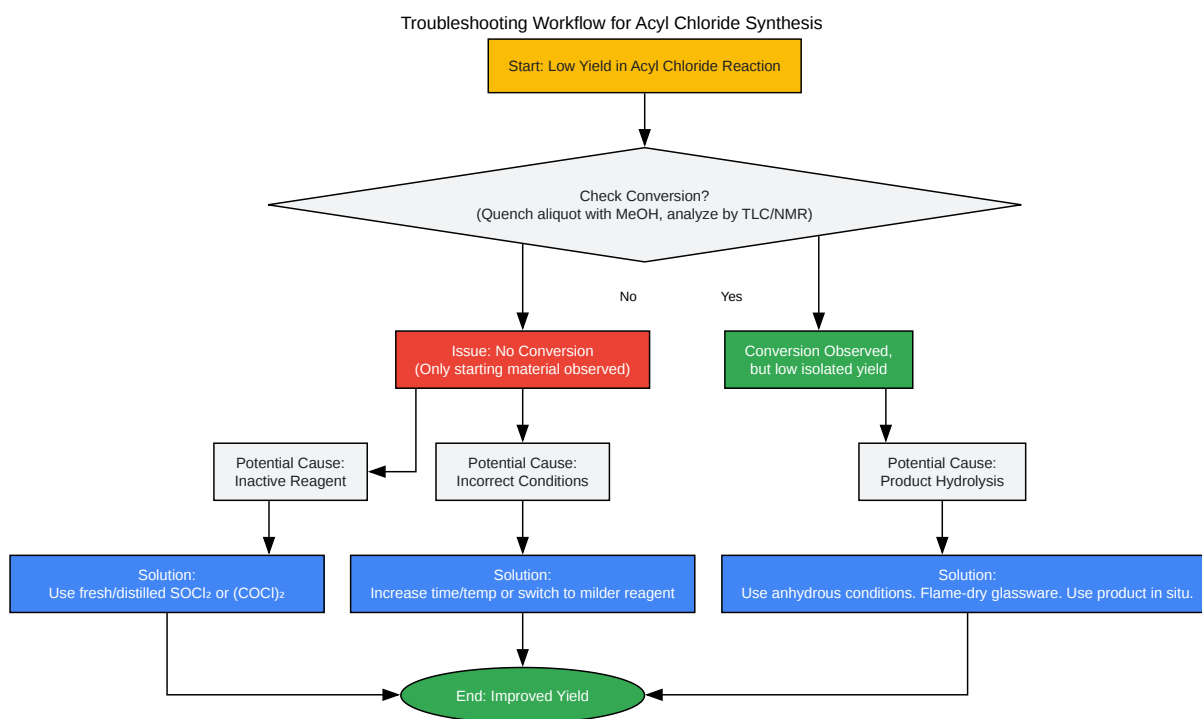 Troubleshooting Workflow for Acyl Chloride Synthesis
Start: Low Yield in Acyl Chloride Reaction
Check Conversion?
(Quench aliquot with MeOH, analyze by TLC/NMR)
No
Yes
Issue: No Conversion
(Only starting material observed)
Conversion Observed,
but low isolated yield
Potential Cause:
Inactive Reagent
Potential Cause:
Incorrect Conditions
Potential Cause:
Product Hydrolysis
Solution:
Use fresh/distilled SOCl₂ or (COCl)₂
Solution:
Increase time/temp or switch to milder reagent
Solution:
Use anhydrous conditions. Flame-dry glassware. Use product in situ.
End: Improved Yield